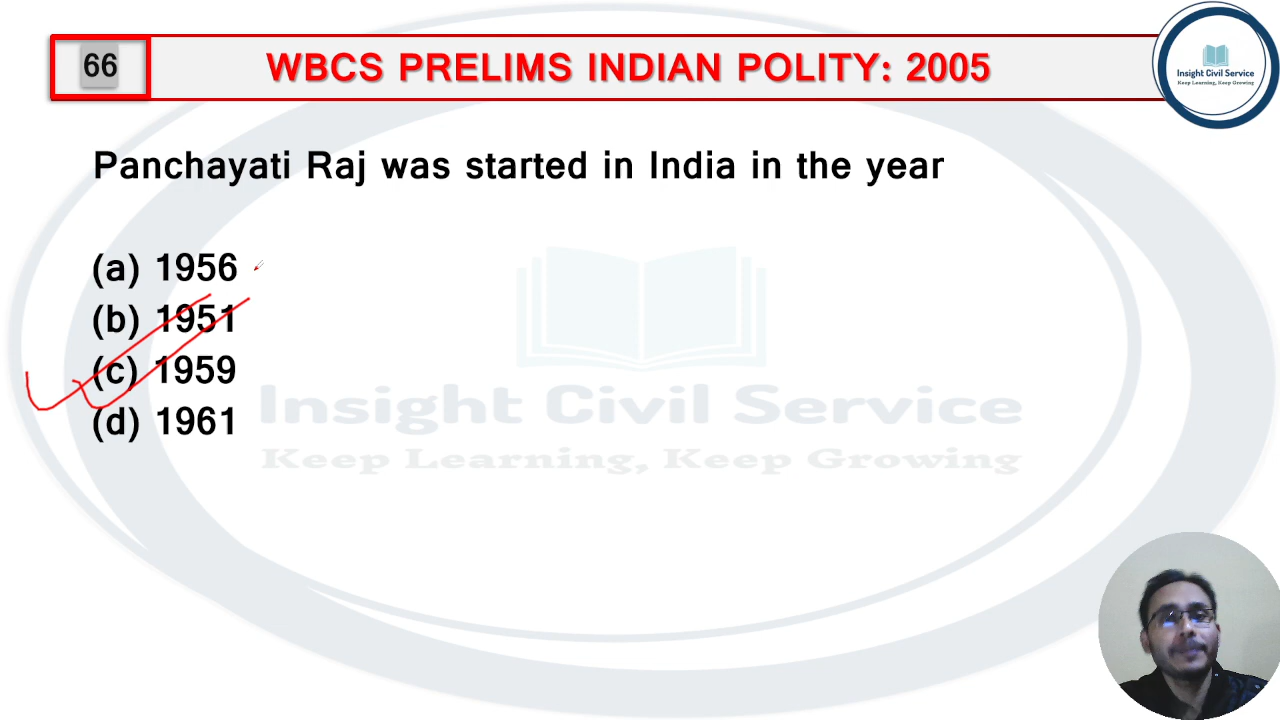 66
WBCS PRELIMS INDIAN POLITY: 2005
Insight Civil Service
Keep Learning, Keep Growing
Panchayati Raj was started in India in the year
(a) 1956
(b) 1951
(c) 1959
(d) 1961
Insight Civil Service
Keep Learning, Keep Growing